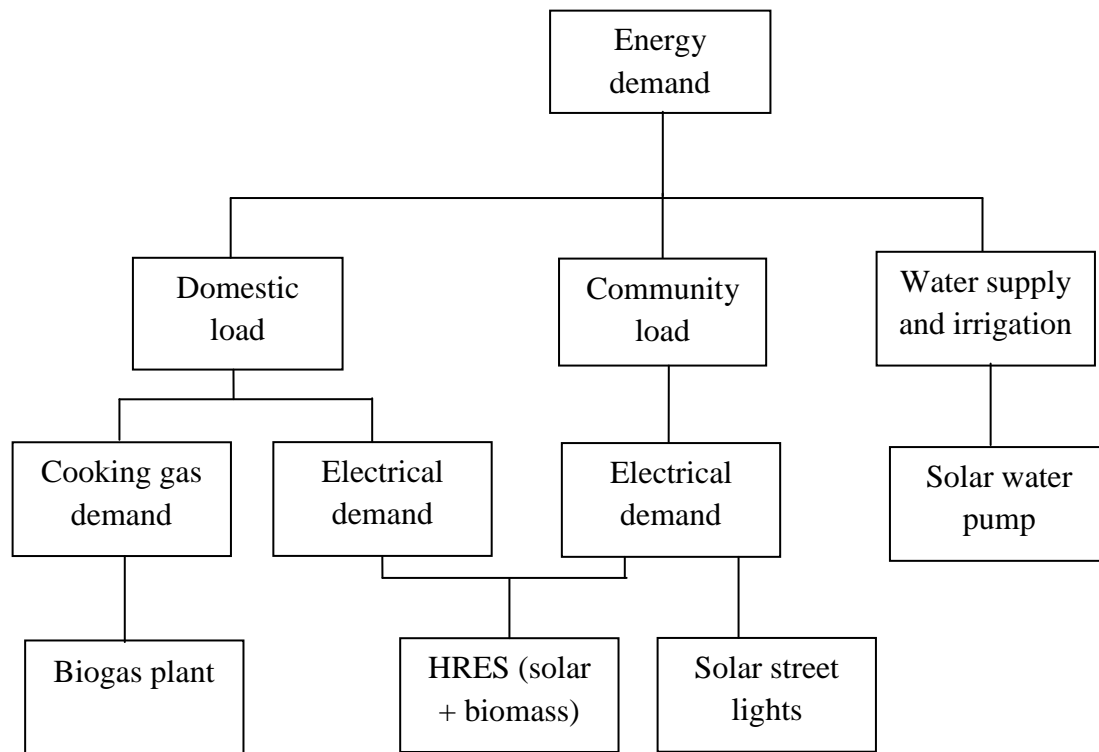 Energy
demand
Domestic
load
Community
load
Water supply
and irrigation
Cooking gas
demand
Electrical
demand
Electrical
demand
Solar water
pump
Biogas plant
HRES (solar
+ biomass)
Solar street
lights